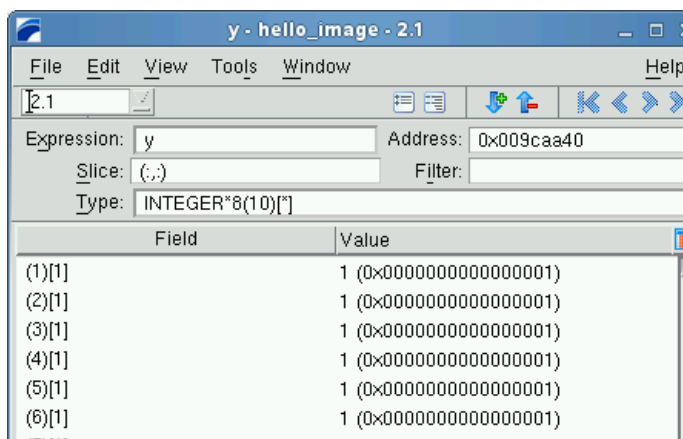 y - hello_image - 2.1
File Edit View Tools Window Help
2.1
Expression: y Address: 0x009caa40
Slice: (:,:) Filter:
Type: INTEGER*8(10)[*]
Field Value
(1)[1] 1 (0x0000000000000001)
(2)[1] 1 (0x0000000000000001)
(3)[1] 1 (0x0000000000000001)
(4)[1] 1 (0x0000000000000001)
(5)[1] 1 (0x0000000000000001)
(6)[1] 1 (0x0000000000000001)